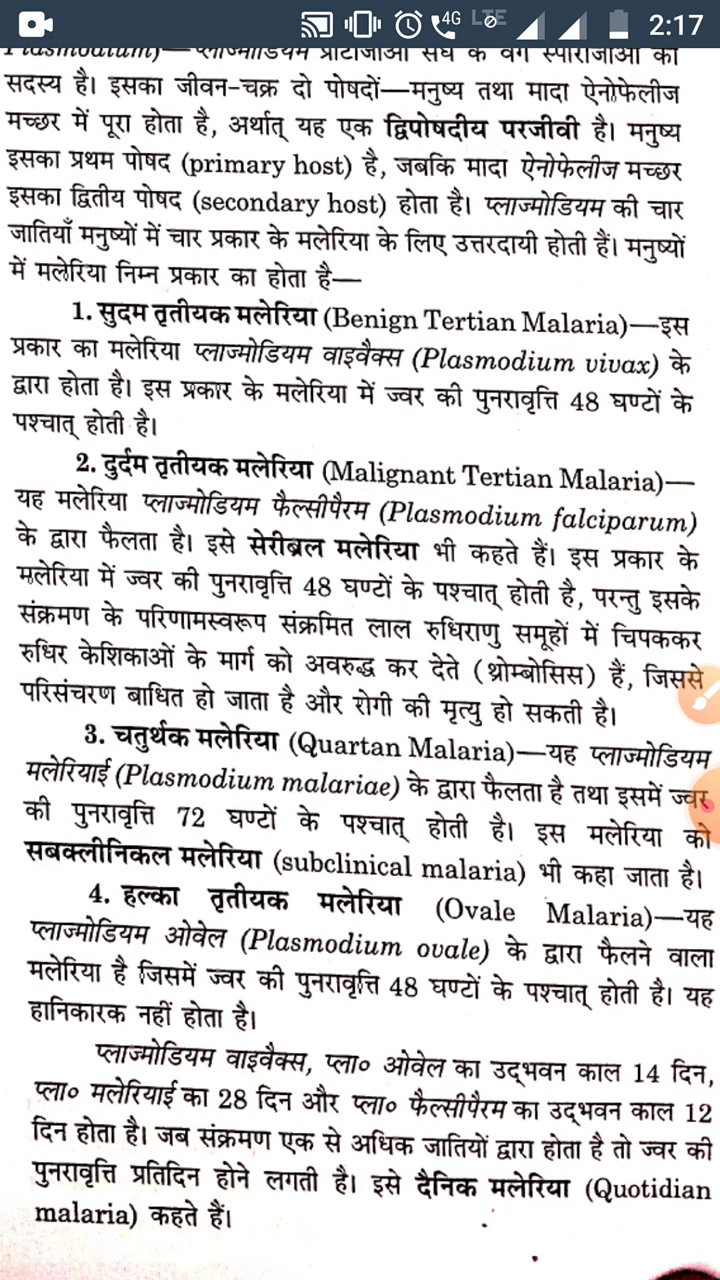 4G LTE 2:17
Plasmodium)—प्लाज्मोडियम प्रोटोजोआ संघ के वर्ग स्पोरोजोआ का
सदस्य है। इसका जीवन-चक्र दो पोषदों—मनुष्य तथा मादा ऐनोफेलीज
मच्छर में पूरा होता है, अर्थात् यह एक द्विपोषदीय परजीवी है। मनुष्य
इसका प्रथम पोषद (primary host) है, जबकि मादा ऐनोफेलीज मच्छर
इसका द्वितीय पोषद (secondary host) होता है। प्लाज्मोडियम की चार
जातियाँ मनुष्यों में चार प्रकार के मलेरिया के लिए उत्तरदायी होती हैं। मनुष्यों
में मलेरिया निम्न प्रकार का होता है—
1. सुदम तृतीयक मलेरिया (Benign Tertian Malaria)—इस
प्रकार का मलेरिया प्लाज्मोडियम वाइवैक्स (Plasmodium vivax) के
द्वारा होता है। इस प्रकार के मलेरिया में ज्वर की पुनरावृत्ति 48 घण्टों के
पश्चात् होती है।
2. दुर्दम तृतीयक मलेरिया (Malignant Tertian Malaria)—
यह मलेरिया प्लाज्मोडियम फैल्सीपैरम (Plasmodium falciparum)
के द्वारा फैलता है। इसे सेरीब्रल मलेरिया भी कहते हैं। इस प्रकार के
मलेरिया में ज्वर की पुनरावृत्ति 48 घण्टों के पश्चात् होती है, परन्तु इसके
संक्रमण के परिणामस्वरूप संक्रमित लाल रुधिराणु समूहों में चिपककर
रुधिर केशिकाओं के मार्ग को अवरुद्ध कर देते (थ्रोम्बोसिस) हैं, जिससे
परिसंचरण बाधित हो जाता है और रोगी की मृत्यु हो सकती है।
3. चतुर्थक मलेरिया (Quartan Malaria)—यह प्लाज्मोडियम
मलेरियाई (Plasmodium malariae) के द्वारा फैलता है तथा इसमें ज्वर
की पुनरावृत्ति 72 घण्टों के पश्चात् होती है। इस मलेरिया को
सबक्लीनिकल मलेरिया (subclinical malaria) भी कहा जाता है।
4. हल्का तृतीयक मलेरिया (Ovale Malaria)—यह
प्लाज्मोडियम ओवेल (Plasmodium ovale) के द्वारा फैलने वाला
मलेरिया है जिसमें ज्वर की पुनरावृत्ति 48 घण्टों के पश्चात् होती है। यह
हानिकारक नहीं होता है।
प्लाज्मोडियम वाइवैक्स, प्ला० ओवेल का उद्‌भवन काल 14 दिन,
प्ला० मलेरियाई का 28 दिन और प्ला० फैल्सीपैरम का उद्‌भवन काल 12
दिन होता है। जब संक्रमण एक से अधिक जातियों द्वारा होता है तो ज्वर की
पुनरावृत्ति प्रतिदिन होने लगती है। इसे दैनिक मलेरिया (Quotidian
malaria) कहते हैं।